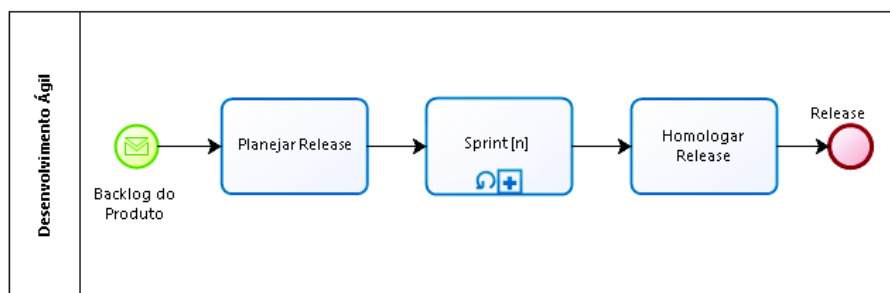 Desenvolvimento Ágil
Backlog do
Produto
Planejar Release
Sprint [n]
Homologar
Release
Release